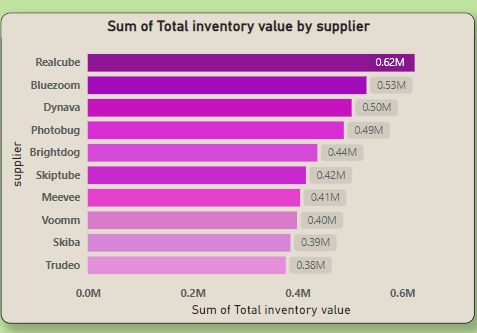 Sum of Total inventory value by supplier
supplier
Realcube 0.62M
Bluezoom 0.53M
Dynava 0.50M
Photobug 0.49M
Brightdog 0.44M
Skiptube 0.42M
Meevee 0.41M
Voomm 0.40M
Skiba 0.39M
Trudeo 0.38M
0.0M 0.2M 0.4M 0.6M
Sum of Total inventory value